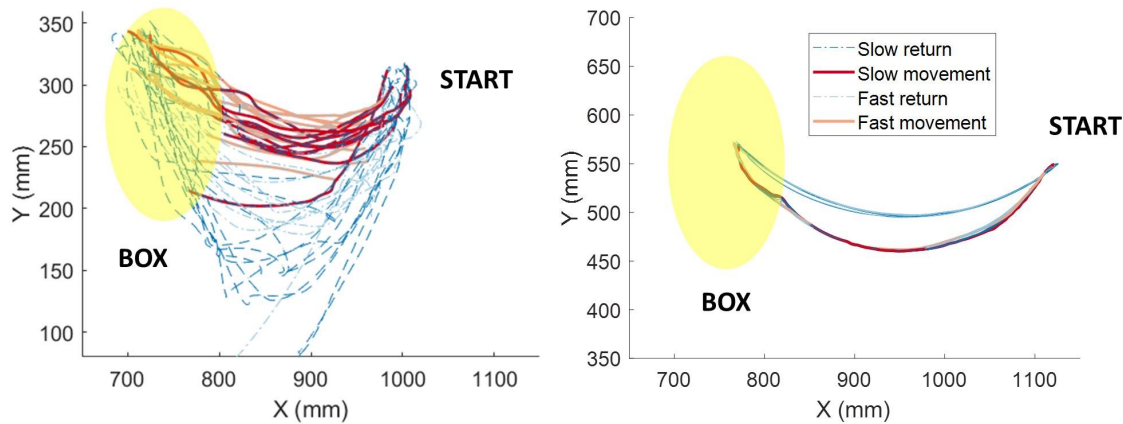 350
300
250
200
150
100
Y (mm)
700
800
900
1000
1100
X (mm)
START
BOX
700
650
600
550
500
450
400
350
Y (mm)
700
800
900
1000
1100
X (mm)
Slow return
Slow movement
Fast return
Fast movement
START
BOX